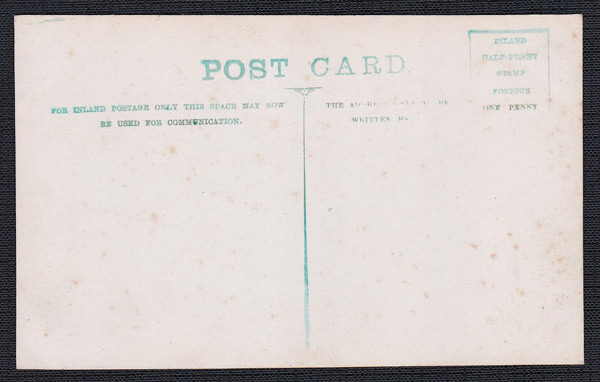 POST CARD.
INLAND
HALF-PENNY
STAMP
FOREIGN
ONE PENNY
FOR INLAND POSTAGE ONLY THIS SPACE MAY NOW
BE USED FOR COMMUNICATION.
THE
WRITTEN